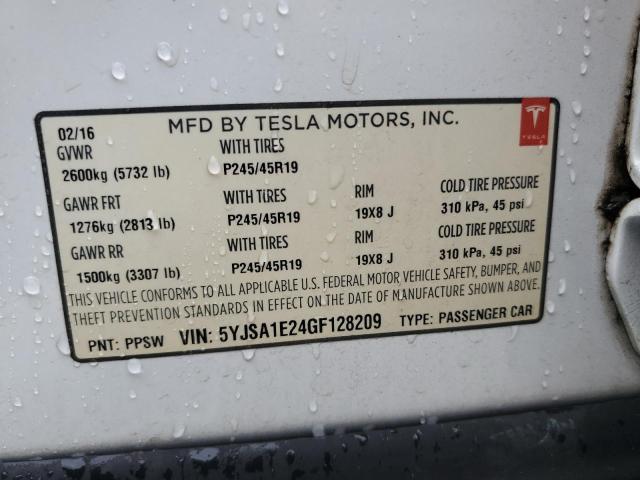 02/16 MFD BY TESLA MOTORS, INC.
TESLA
GVWR WITH TIRES
2600kg (5732 lb) P245/45R19
GAWR FRT WITH TIRES RIM COLD TIRE PRESSURE
1276kg (2813 lb) P245/45R19 19X8 J 310 kPa, 45 psi
GAWR RR WITH TIRES RIM COLD TIRE PRESSURE
1500kg (3307 lb) P245/45R19 19X8 J 310 kPa, 45 psi
THIS VEHICLE CONFORMS TO ALL APPLICABLE U.S. FEDERAL MOTOR VEHICLE SAFETY, BUMPER, AND
THEFT PREVENTION STANDARDS IN EFFECT ON THE DATE OF MANUFACTURE SHOWN ABOVE.
PNT: PPSW VIN: 5YJSA1E24GF128209 TYPE: PASSENGER CAR